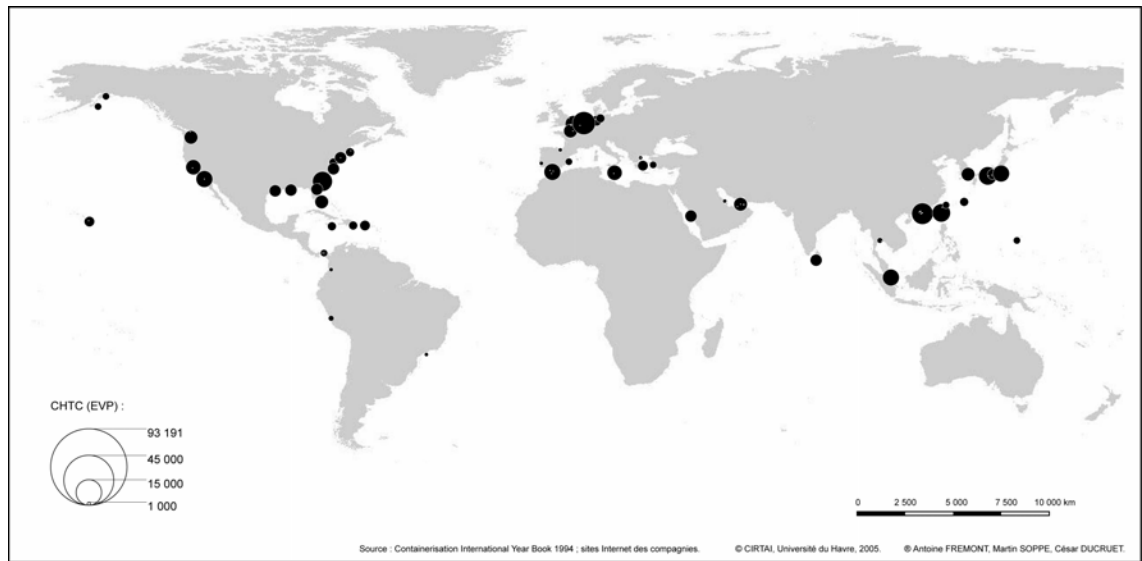 CHTC (EVP) :
93 191
45 000
15 000
1 000
0 2 500 5 000 7 500 10 000 km
Source : Containerisation International Year Book 1994 ; sites Internet des compagnies. © CIRTAI, Université du Havre, 2005. ® Antoine FREMONT, Martin SOPPE, César DUCRUET.